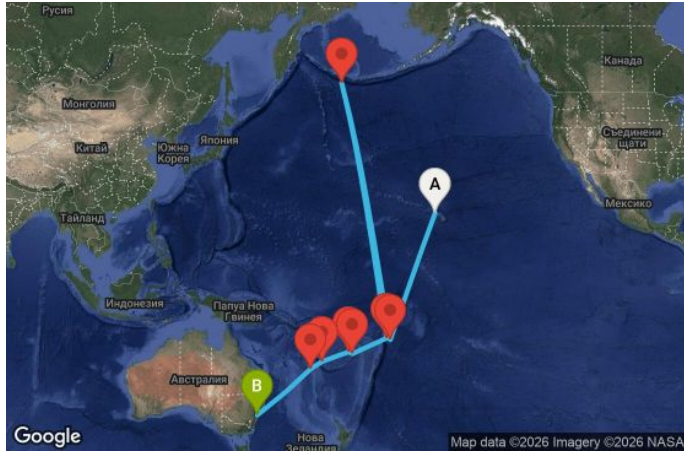 Русия
Канада
Монголия
Съединени
щати
Китай
Южна
Корея
Япония
A
Мексико
Тайланд
Индонезия
Папуа Нова
Гвинея
Австралия
B
Нова
Зеландия
Google
Map data ©2026 Imagery ©2026 NASA